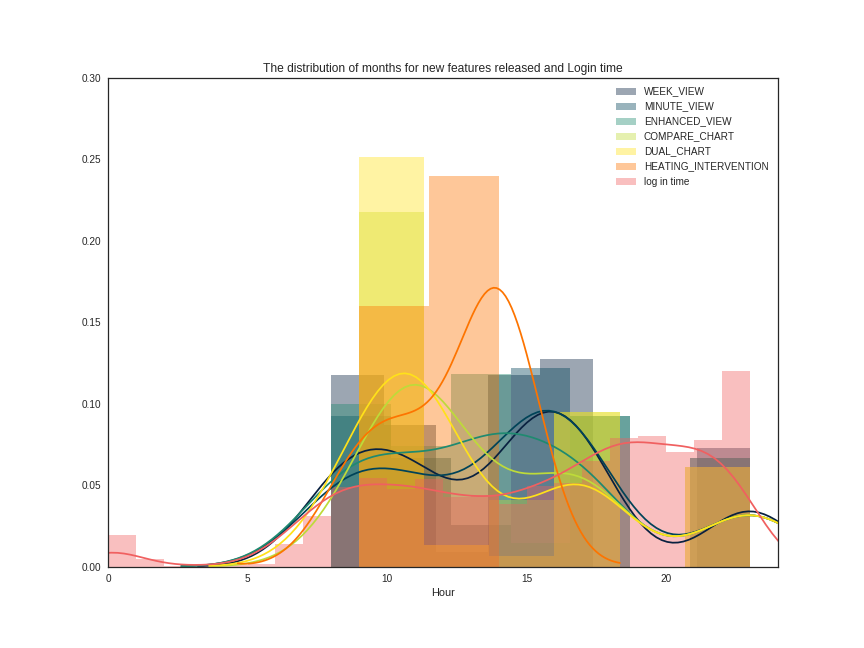 The distribution of months for new features released and Login time
0.30
0.25
0.20
0.15
0.10
0.05
0.00
WEEK_VIEW
MINUTE_VIEW
ENHANCED_VIEW
COMPARE_CHART
DUAL_CHART
HEATING_INTERVENTION
log in time
0 5 10 15 20
Hour